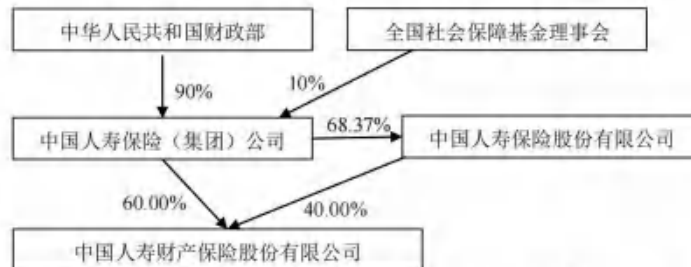 中华人民共和国财政部
全国社会保障基金理事会
90%
10%
中国人寿保险（集团）公司
68.37%
中国人寿保险股份有限公司
60.00%
40.00%
中国人寿财产保险股份有限公司